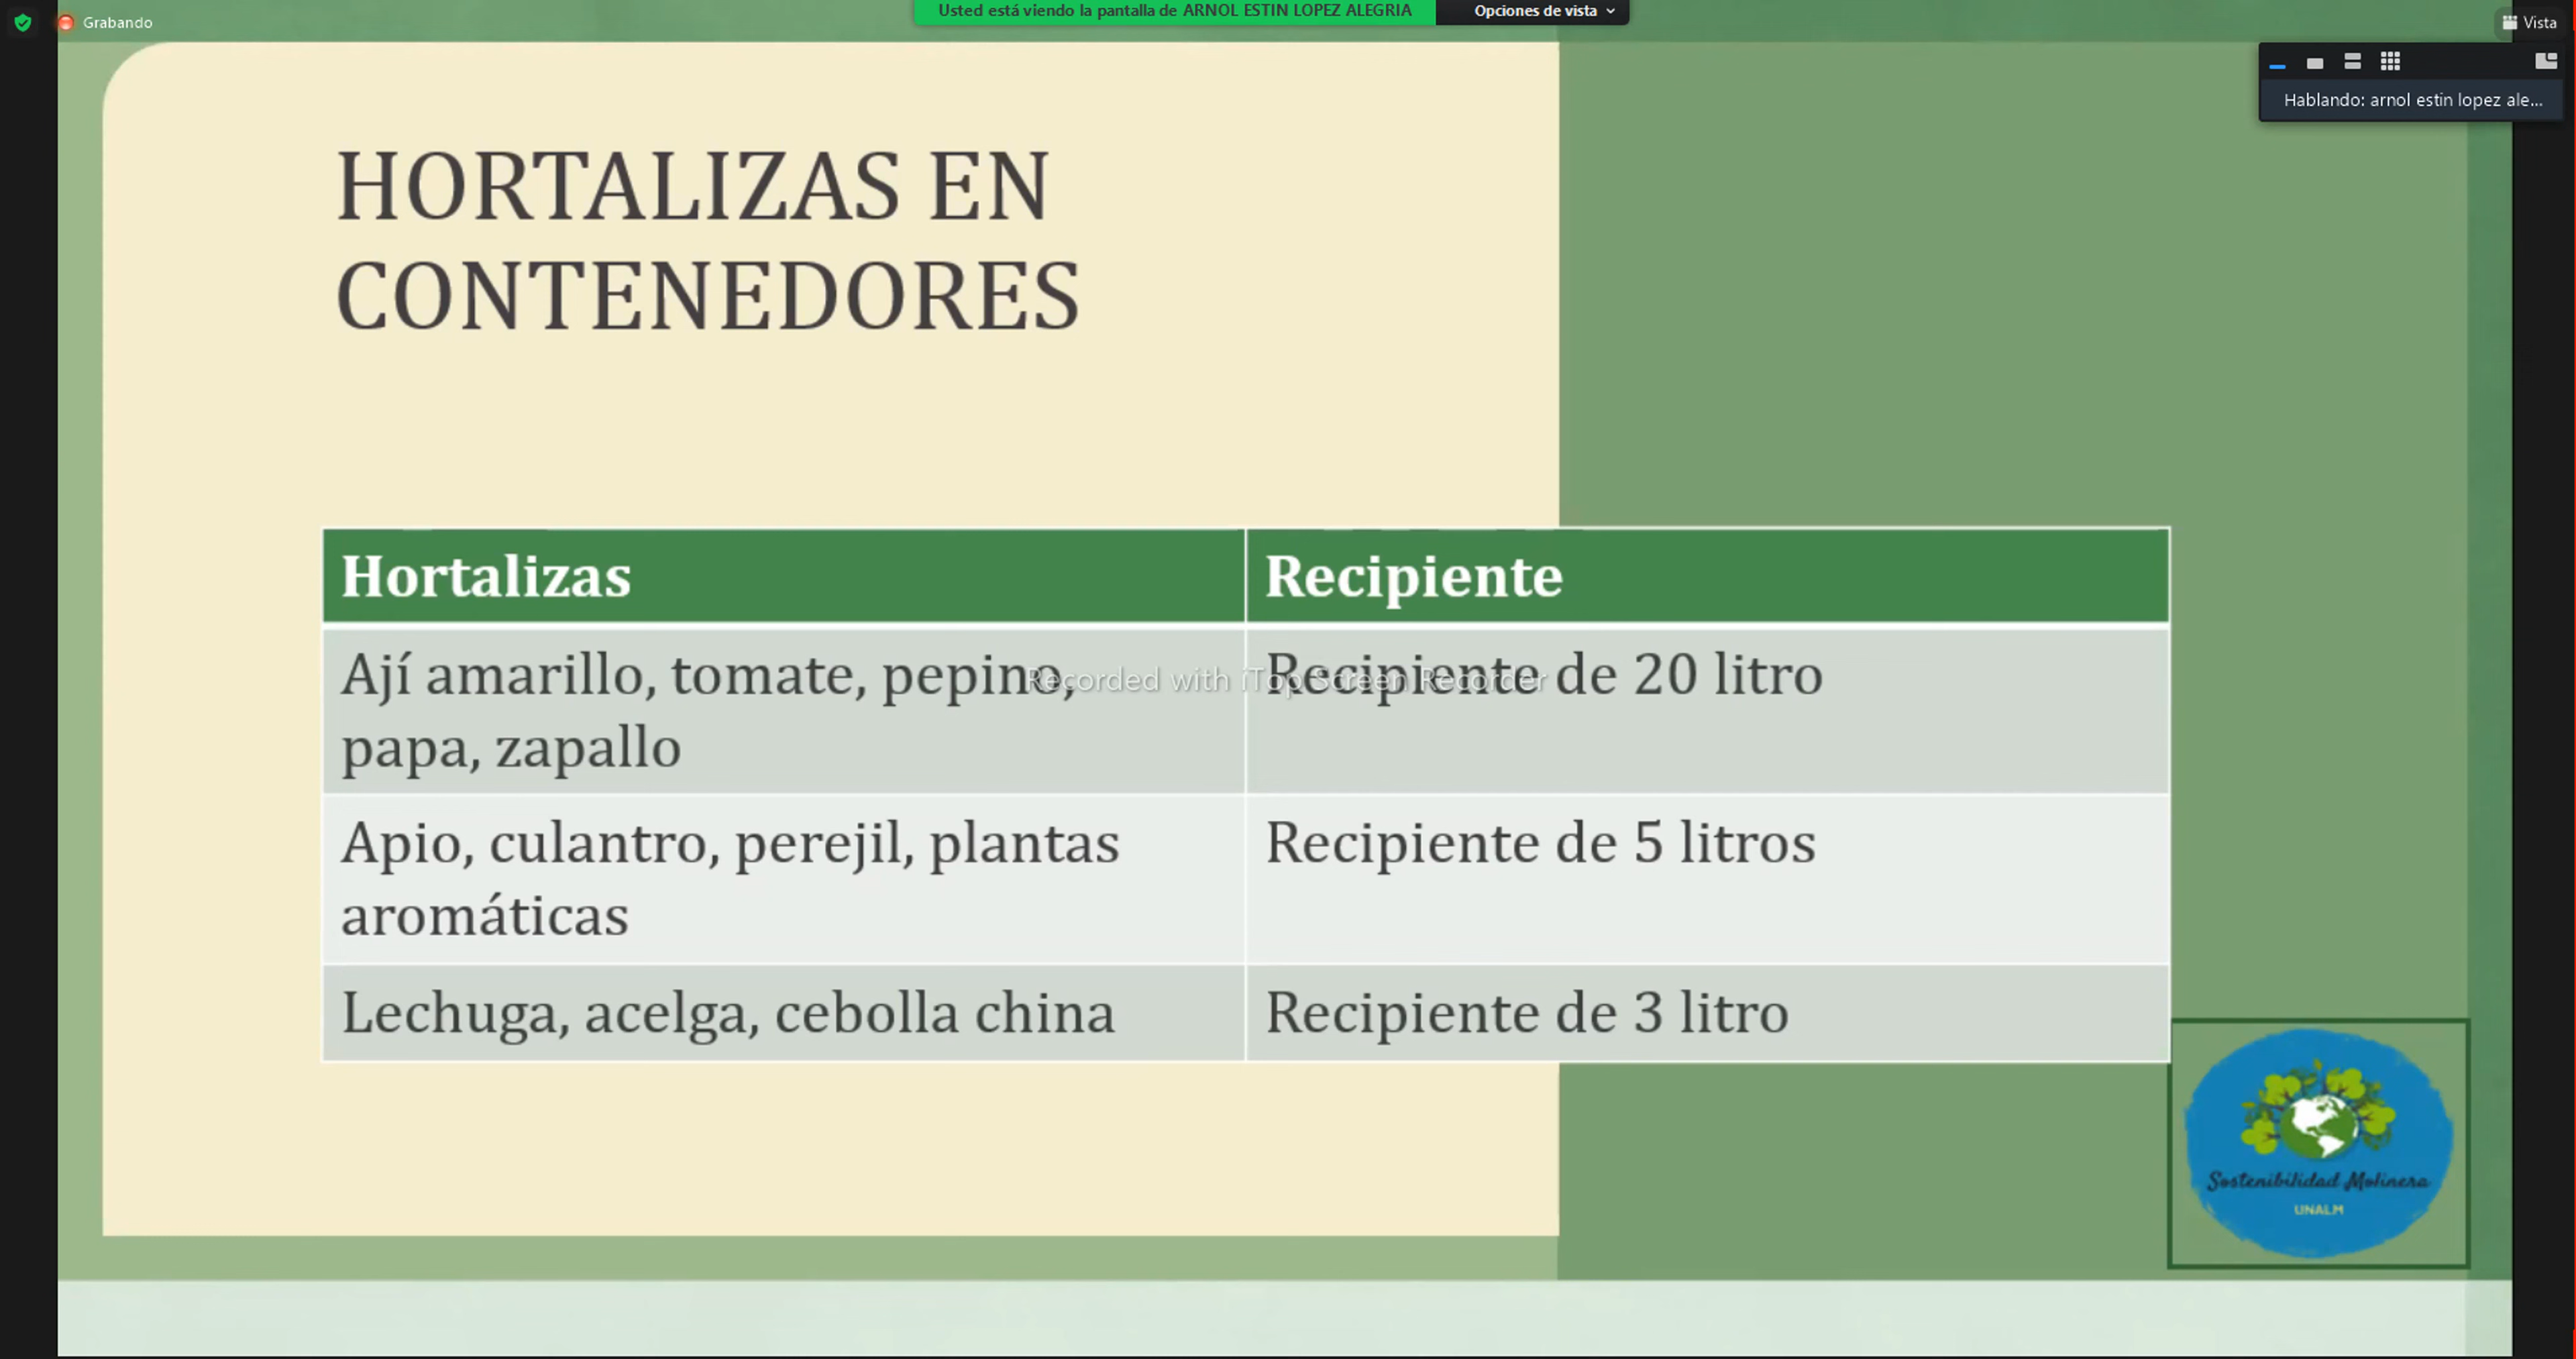 Grabando
Usted está viendo la pantalla de ARNOL ESTIN LOPEZ ALEGRIA
Opciones de vista
Vista
Hablando: arnol estin lopez ale...
HORTALIZAS EN
CONTENEDORES
Hortalizas
Recipiente
Ají amarillo, tomate, pepino,
papa, zapallo
Recipiente de 20 litro
Recorded with iTop Screen Recorder
Apio, culantro, perejil, plantas
aromáticas
Recipiente de 5 litros
Lechuga, acelga, cebolla china
Recipiente de 3 litro
Sostenibilidad Molinera
UNALM